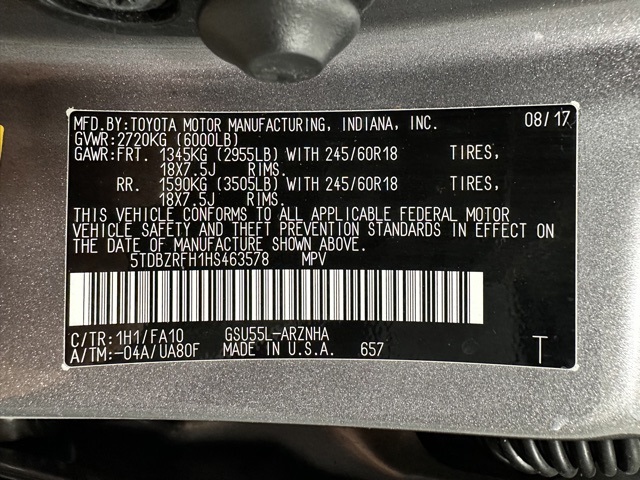 MFD.BY:TOYOTA MOTOR MANUFACTURING, INDIANA, INC. 08/17
GVWR:2720KG (6000LB)
GAWR:FRT. 1345KG (2955LB) WITH 245/60R18 TIRES,
18X7.5J RIMS.
RR. 1590KG (3505LB) WITH 245/60R18 TIRES,
18X7.5J RIMS.
THIS VEHICLE CONFORMS TO ALL APPLICABLE FEDERAL MOTOR
VEHICLE SAFETY AND THEFT PREVENTION STANDARDS IN EFFECT ON
THE DATE OF MANUFACTURE SHOWN ABOVE.
5TDBZRFH1HS463578 MPV
C/TR:1H1/FA10 GSU55L-ARZNHA
A/TM:-04A/UA80F MADE IN U.S.A. 657 T